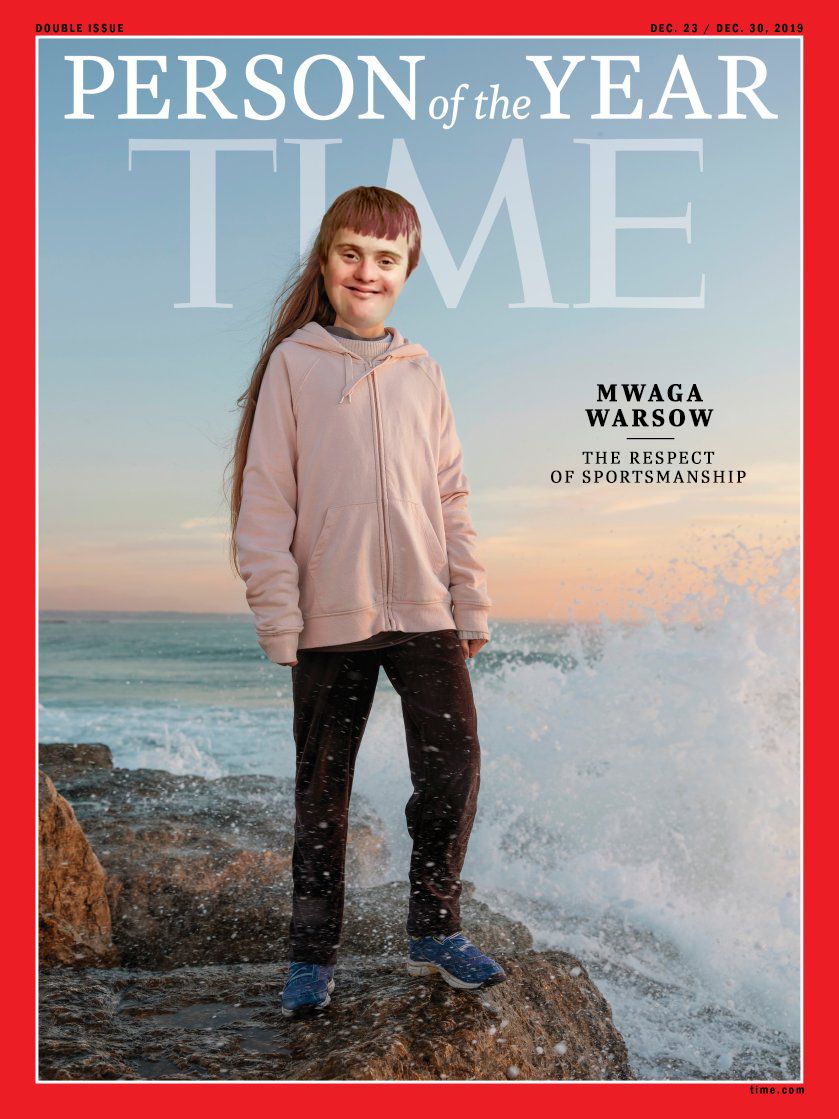 DOUBLE ISSUE
DEC. 23 / DEC. 30, 2019
PERSON of the YEAR
TIME
MWAGA
WARSOW
THE RESPECT
OF SPORTSMANSHIP
time.com